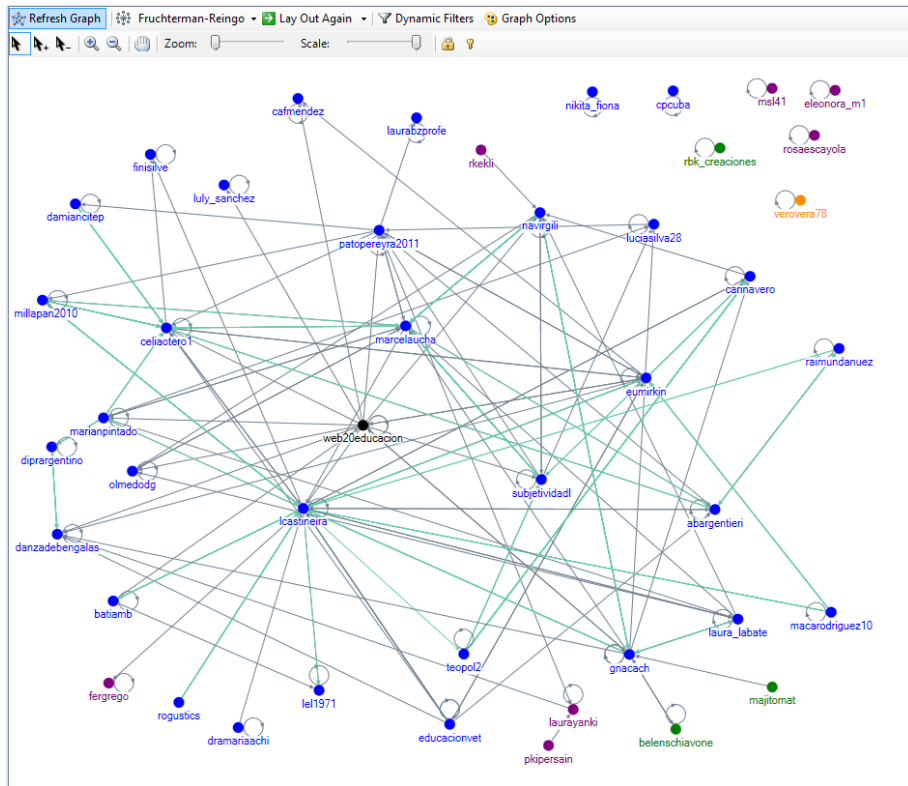 Refresh Graph
Fruchterman-Reingo
Lay Out Again
Dynamic Filters
Graph Options
Zoom:
Scale:
cafmendez
nikita_fiona
cpcuba
msl41
eleonora_m1
laurabzprofe
rosaescayola
rkekli
rbk_creaciones
finisilve
luly_sanchez
damianctep
verovera78
navirgili
luciasilva28
patopereyra2011
carinavero
millapan2010
celiaotero1
marcelaucha
raimundanuez
eumirkin
marianpintado
web20educacion
diprargentino
olmedodg
subjetividadl
lcastineira
abargentieri
danzadebengalas
batiamb
laura_labate
macarodriguez10
teopol2
gnacach
fergrego
lel1971
majitomat
rogustics
laurayanki
dramariaachi
educacionvet
belenschiavone
pkipersain